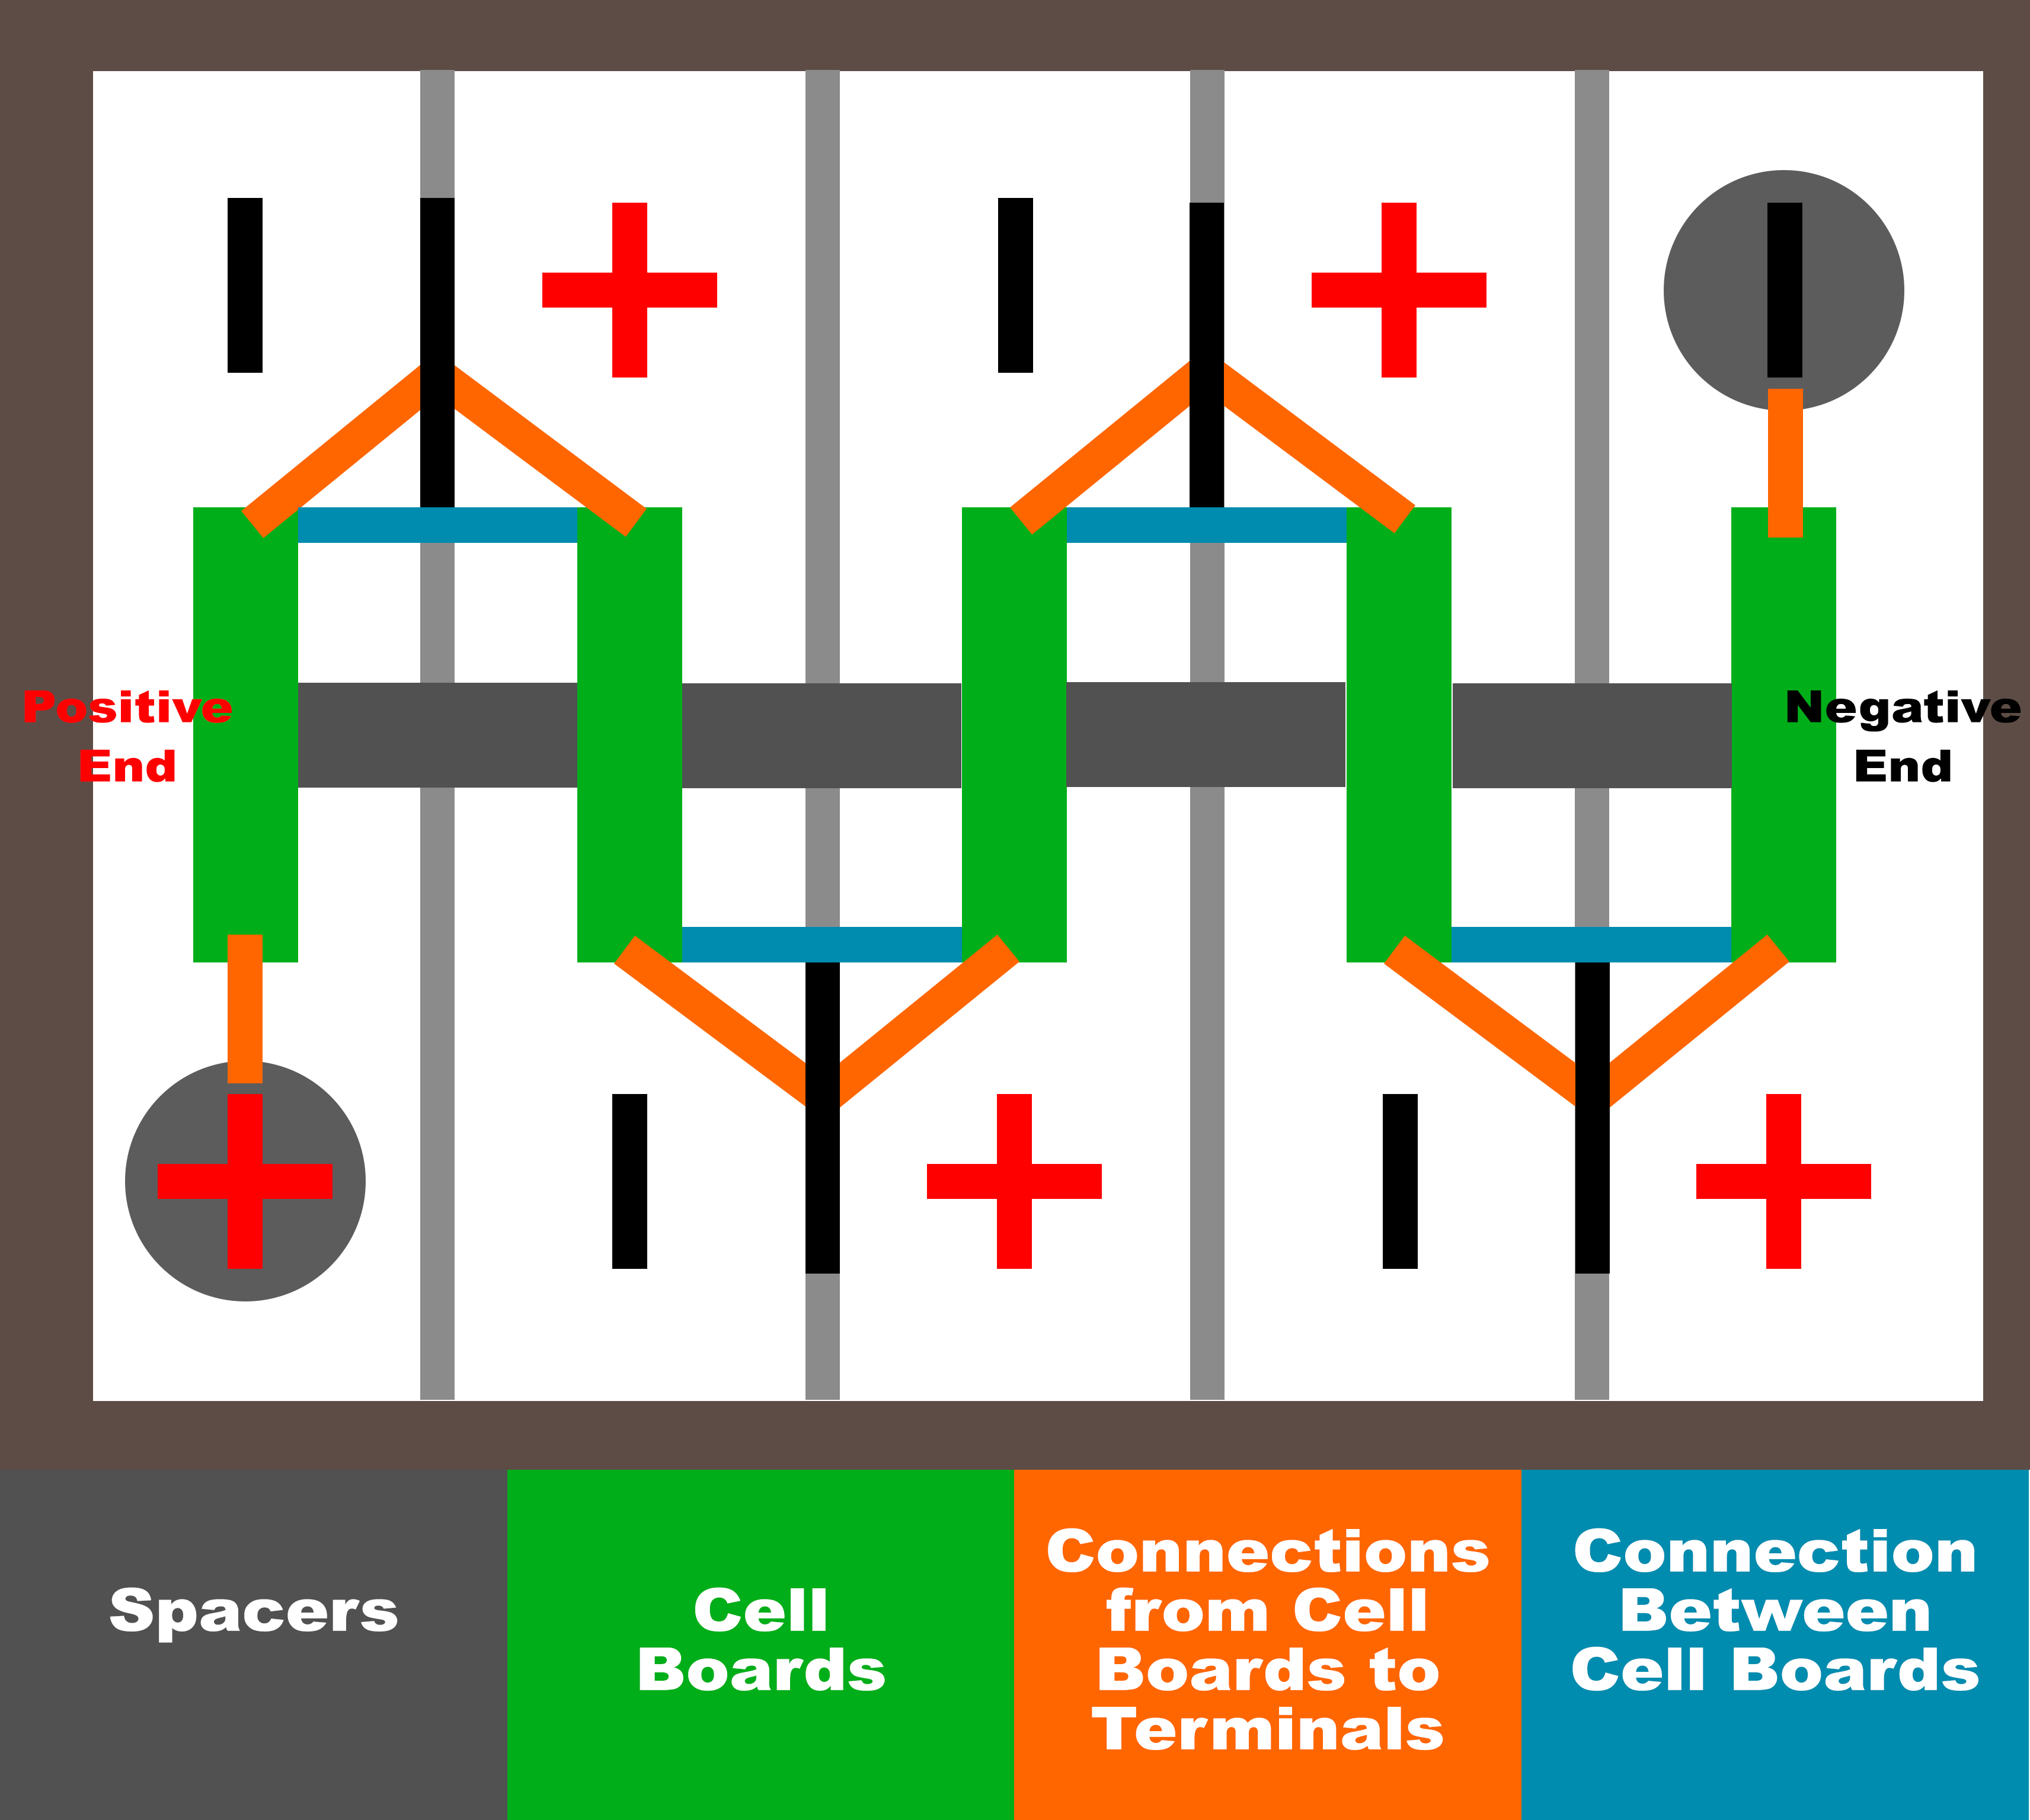 Positive
End
Negative
End
Spacers
Cell
Boards
Connections
from Cell
Boards to
Terminals
Connection
Between
Cell Boards